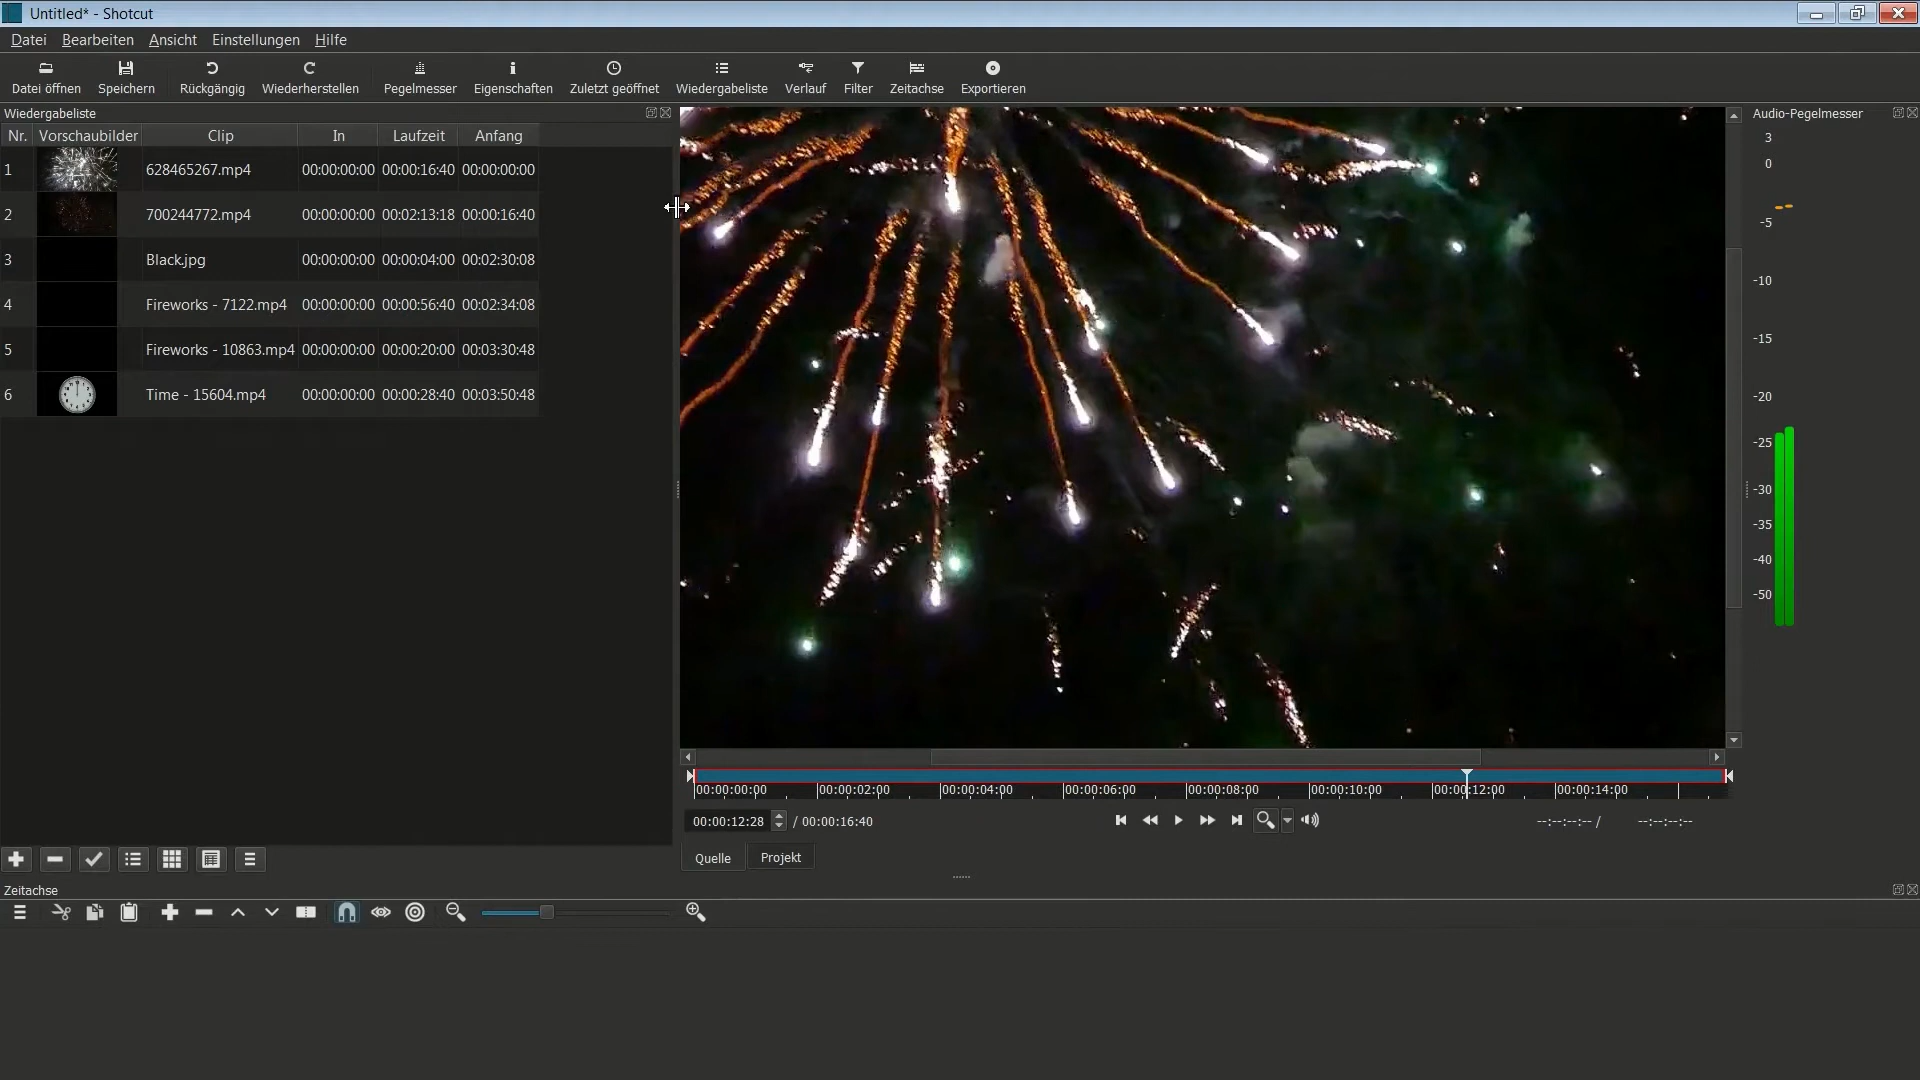 Untitled* - Shotcut
Datei Bearbeiten Ansicht Einstellungen Hilfe
Datei öffnen Speichern Rückgängig Wiederherstellen Pegelmesser Eigenschaften Zuletzt geöffnet Wiedergabeliste Verlauf Filter Zeitachse Exportieren
Wiedergabeliste
Nr. Vorschaubilder Clip In Laufzeit Anfang
1 628465267.mp4 00:00:00:00 00:00:16:40 00:00:00:00
2 700244772.mp4 00:00:00:00 00:02:13:18 00:00:16:40
3 Black.jpg 00:00:00:00 00:00:04:00 00:02:30:08
4 Fireworks - 7122.mp4 00:00:00:00 00:00:56:40 00:02:34:08
5 Fireworks - 10863.mp4 00:00:00:00 00:00:20:00 00:03:30:48
6 Time - 15604.mp4 00:00:00:00 00:00:28:40 00:03:50:48
Audio-Pegelmesser
3
0
-5
-10
-15
-20
-25
-30
-35
-40
-50
00:00:00:00 00:00:02:00 00:00:04:00 00:00:06:00 00:00:08:00 00:00:10:00 00:00:12:00 00:00:14:00
00:00:12:28 / 00:00:16:40 --:--:--:-- / --:--:--:--
Quelle Projekt
Zeitachse